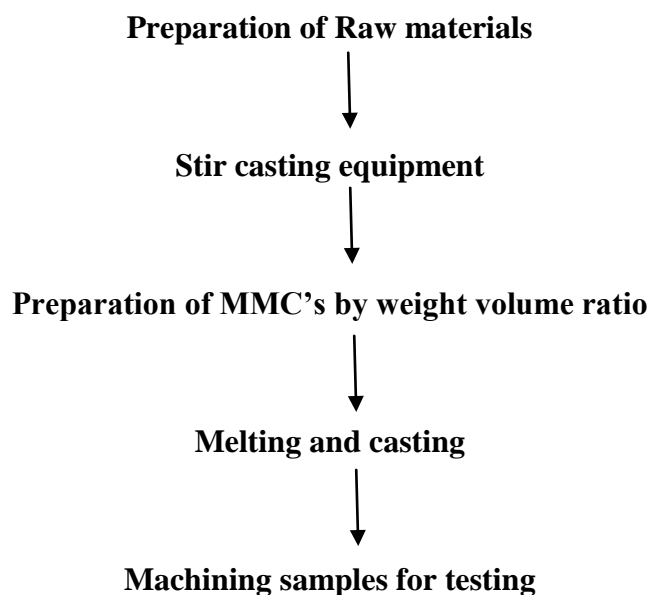 Preparation of Raw materials
Stir casting equipment
Preparation of MMC’s by weight volume ratio
Melting and casting
Machining samples for testing